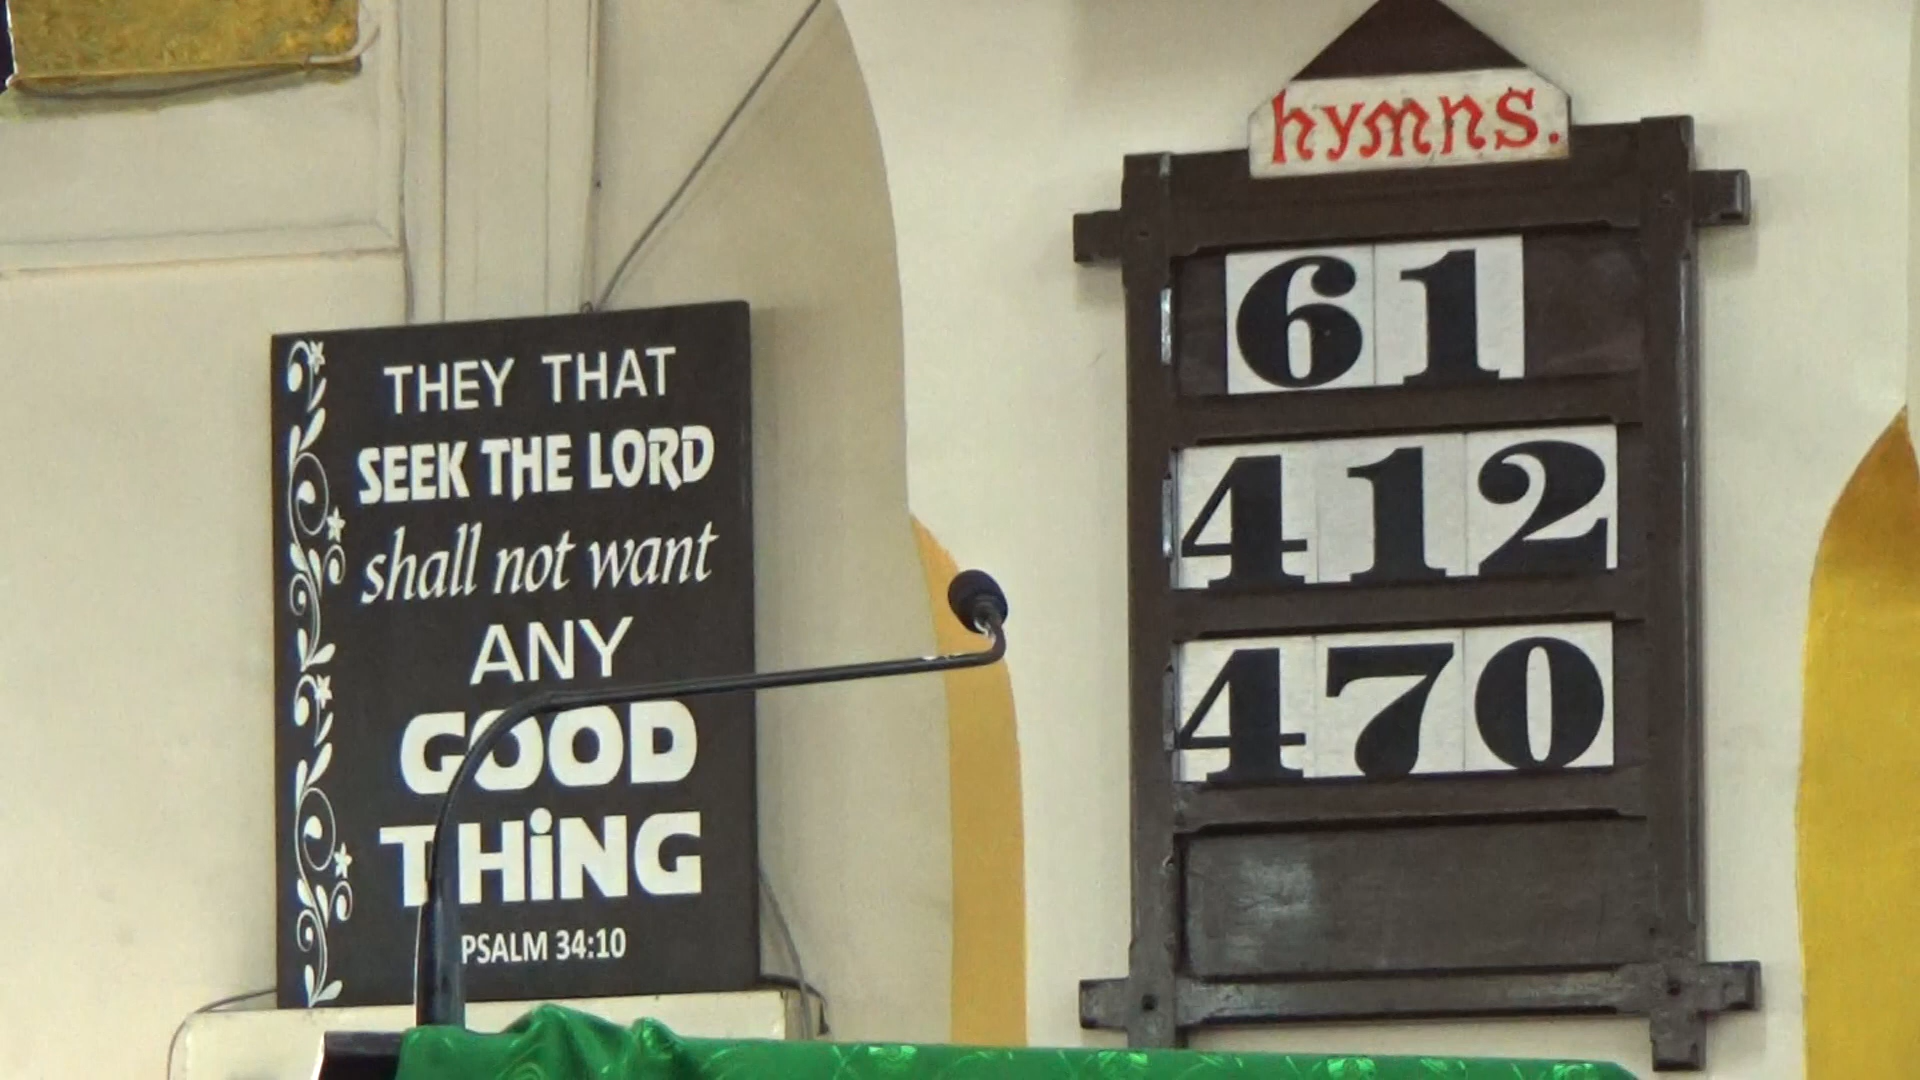 THEY THAT
SEEK THE LORD
shall not want
ANY
GOOD
THiNG
PSALM 34:10
hymns.
61
412
470